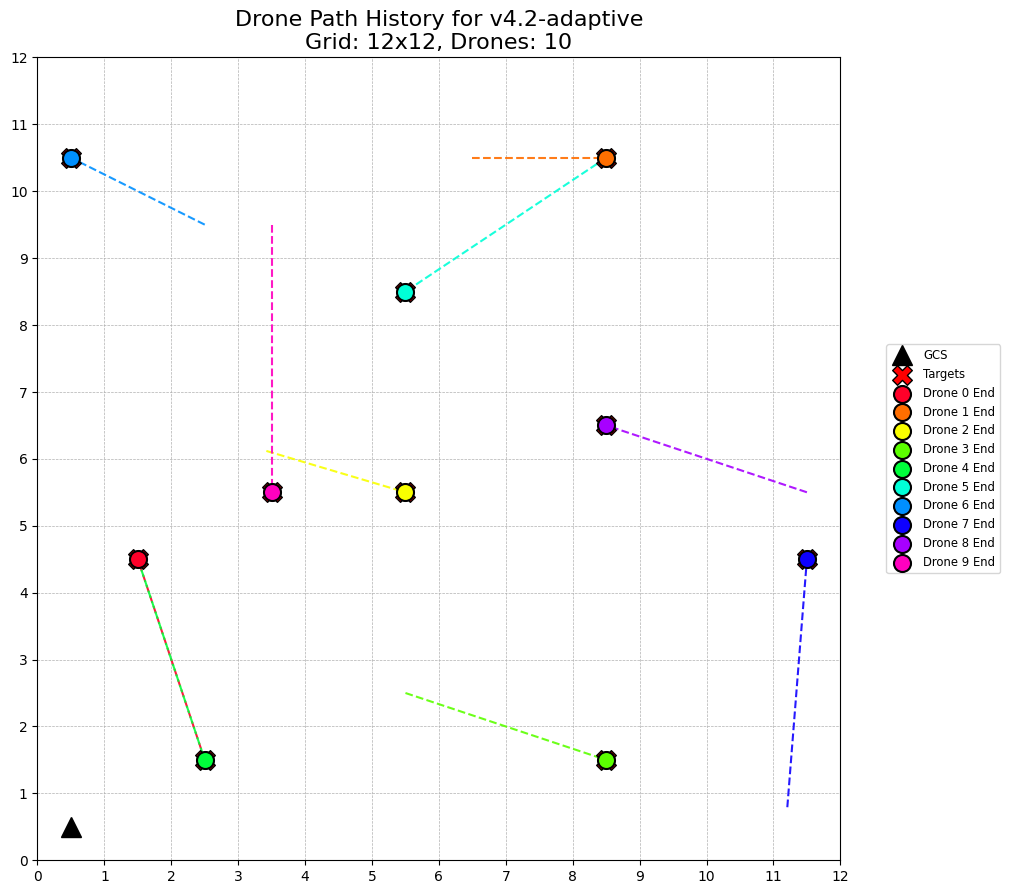 Drone Path History for v4.2-adaptive
Grid: 12x12, Drones: 10
12
11
10
9
8
7
6
5
4
3
2
1
0
0 1 2 3 4 5 6 7 8 9 10 11 12
GCS
Targets
Drone 0 End
Drone 1 End
Drone 2 End
Drone 3 End
Drone 4 End
Drone 5 End
Drone 6 End
Drone 7 End
Drone 8 End
Drone 9 End